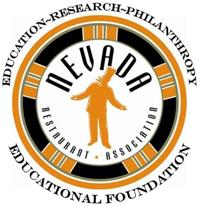 EDUCATION~RESEARCH~PHILANTHROPY
NEVADA
RESTAURANT • ASSOCIATION
EDUCATIONAL FOUNDATION